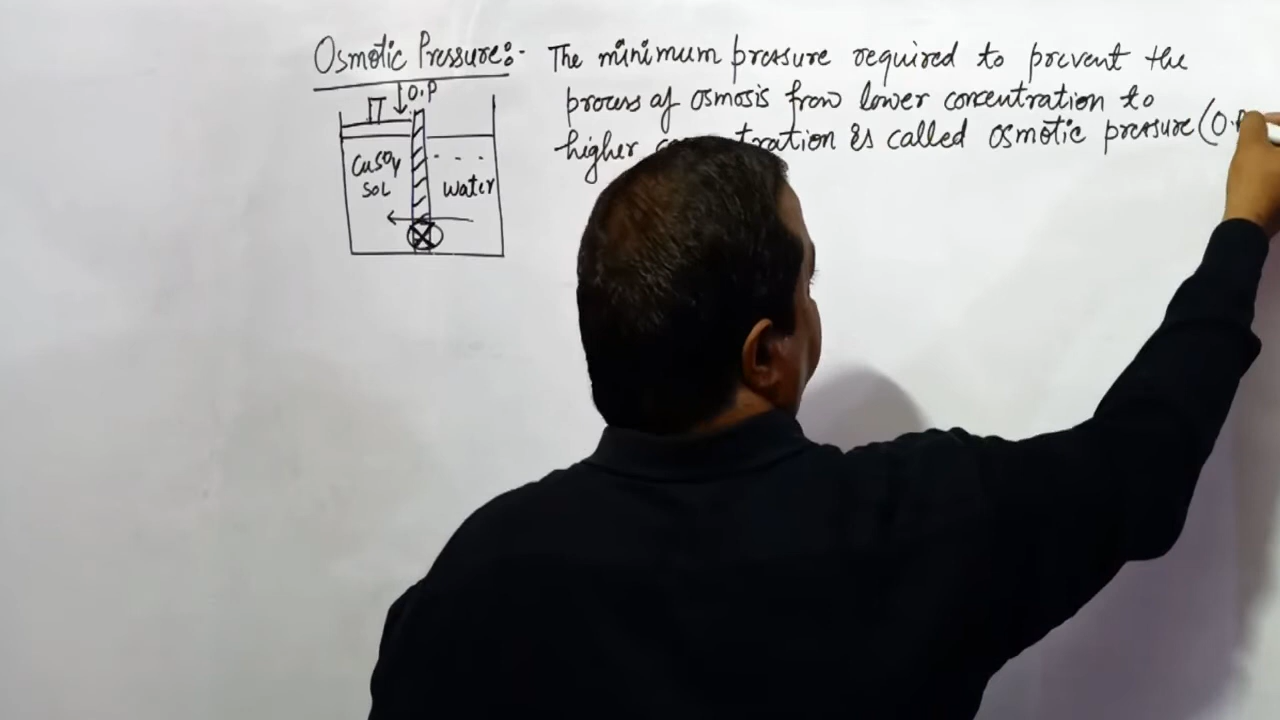 Osmotic Pressure:- The minimum pressure required to prevent the
process of osmosis from lower concentration to
higher is called osmotic pressure (O.P
O.P
CuSO4
SOL
water